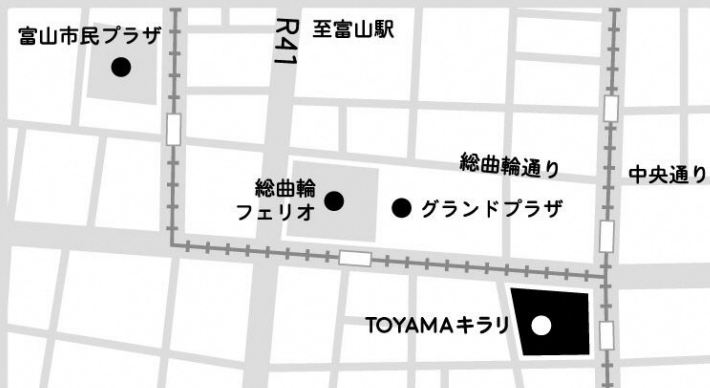 富山市民プラザ
R41
至富山駅
総曲輪通り
中央通り
総曲輪
フェリオ
グランドプラザ
TOYAMAキラリ